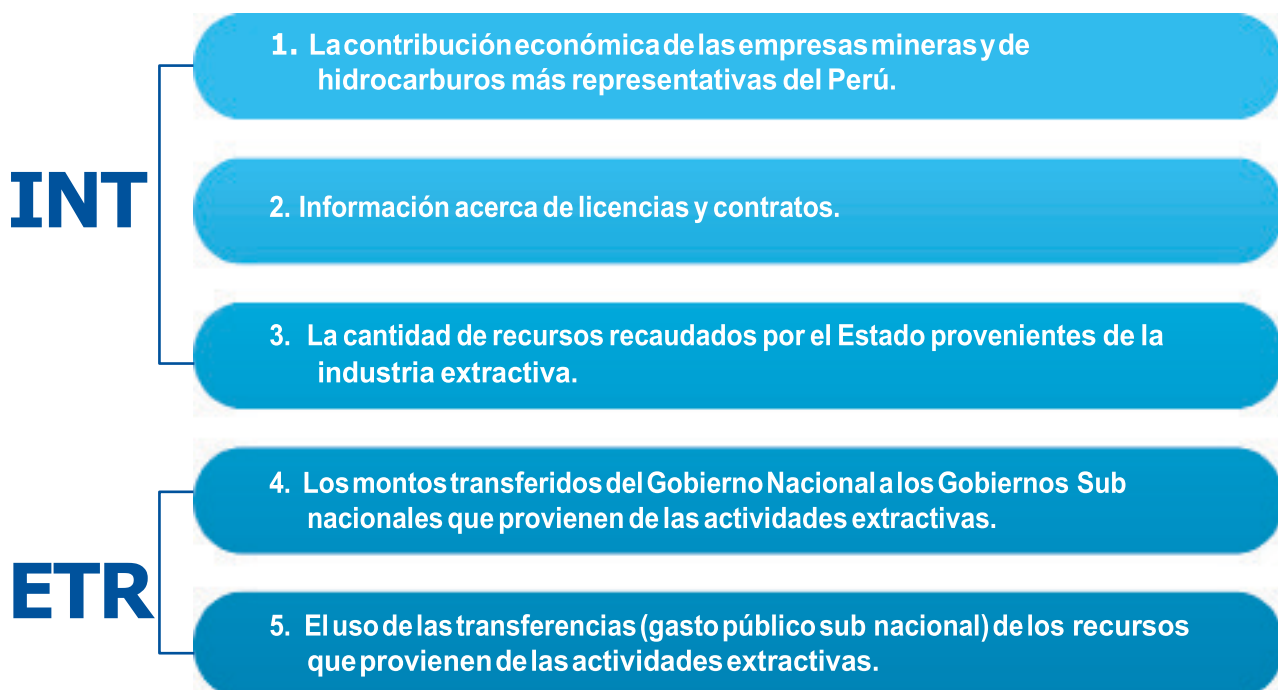 INT
1. La contribución económica de las empresas mineras y de
hidrocarburos más representativas del Perú.
2. Información acerca de licencias y contratos.
3. La cantidad de recursos recaudados por el Estado provenientes de la
industria extractiva.
ETR
4. Los montos transferidos del Gobierno Nacional a los Gobiernos Sub
nacionales que provienen de las actividades extractivas.
5. El uso de las transferencias (gasto público sub nacional) de los recursos
que provienen de las actividades extractivas.